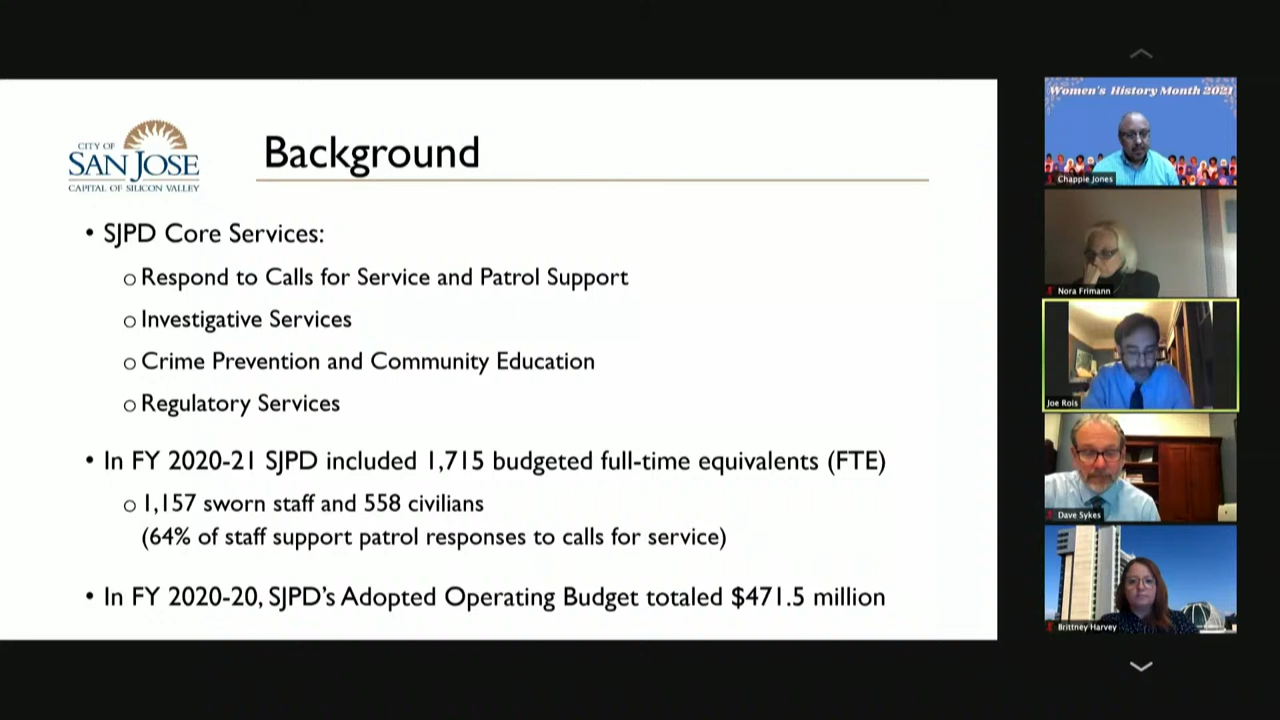 CITY OF
SAN JOSE
CAPITAL OF SILICON VALLEY
Background
• SJPD Core Services:
o Respond to Calls for Service and Patrol Support
o Investigative Services
o Crime Prevention and Community Education
o Regulatory Services
• In FY 2020-21 SJPD included 1,715 budgeted full-time equivalents (FTE)
o 1,157 sworn staff and 558 civilians
(64% of staff support patrol responses to calls for service)
• In FY 2020-20, SJPD's Adopted Operating Budget totaled $471.5 million
Women's History Month 2021
Chappie Jones
Nora Frimann
Joe Rois
Dave Sykes
Brittney Harvey